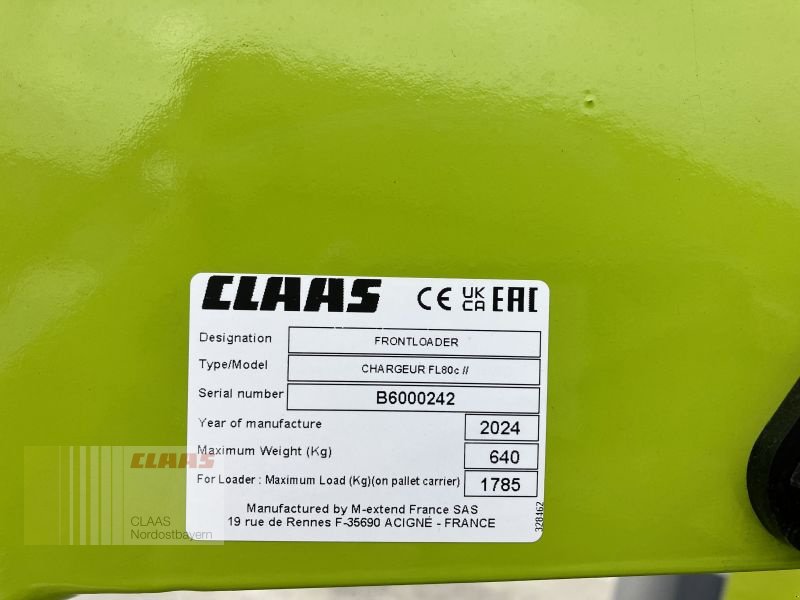 CLAAS CE UK CA EAC
Designation FRONTLOADER
Type/Model CHARGEUR FL80c //
Serial number B6000242
Year of manufacture 2024
Maximum Weight (Kg) 640
For Loader : Maximum Load (Kg)(on pallet carrier) 1785
Manufactured by M-extend France SAS
19 rue de Rennes F-35690 ACIGNÉ - FRANCE
328462
CLAAS
CLAAS
Nordostbayern